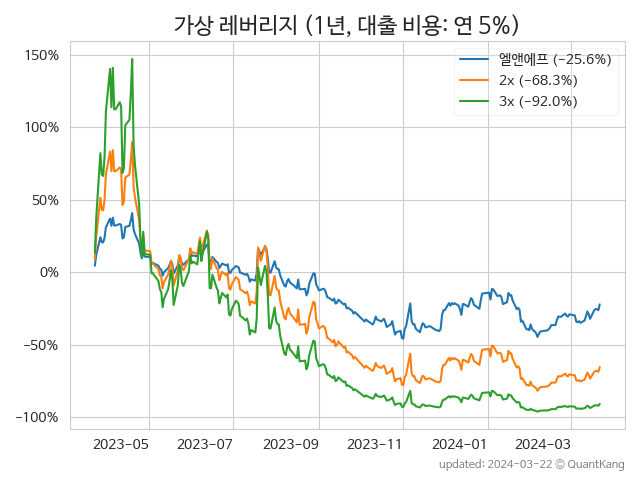 가상 레버리지 (1년, 대출 비용: 연 5%)
엘앤에프 (−25.6%)
2x (−68.3%)
3x (−92.0%)
150%
100%
50%
0%
−50%
−100%
2023-05 2023-07 2023-09 2023-11 2024-01 2024-03
updated: 2024-03-22 © QuantKang